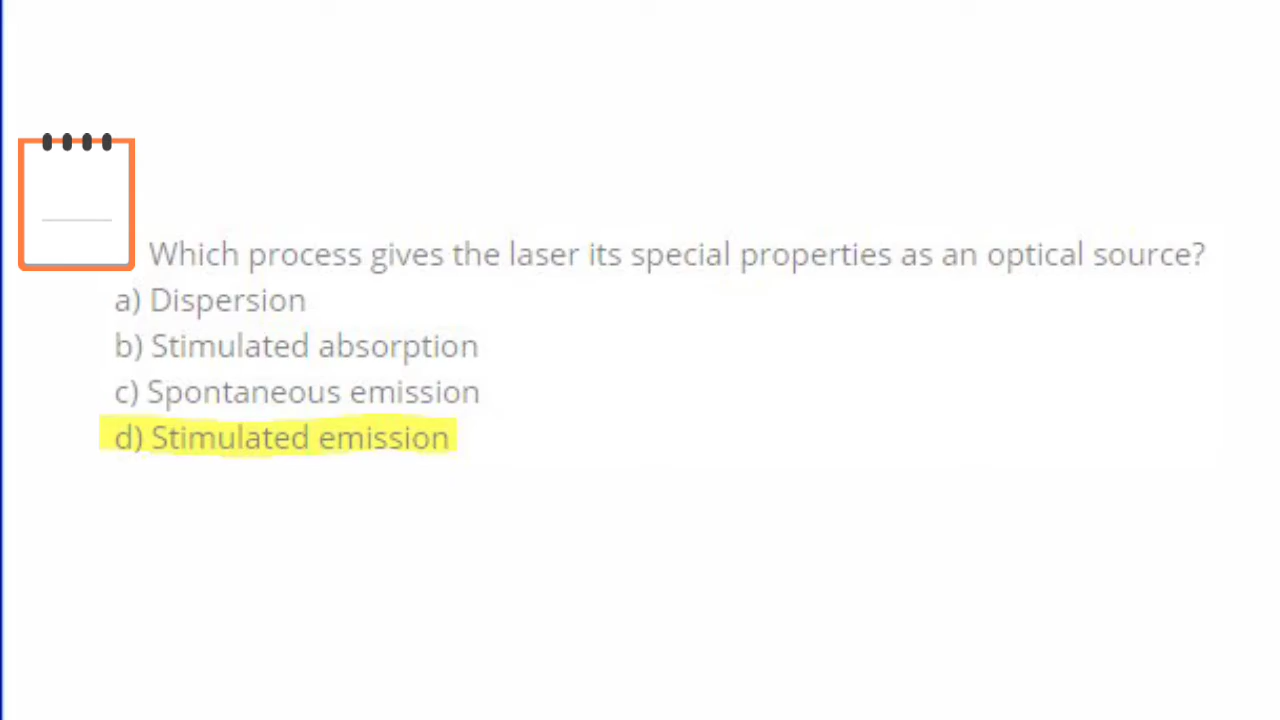 Which process gives the laser its special properties as an optical source?
a) Dispersion
b) Stimulated absorption
c) Spontaneous emission
d) Stimulated emission